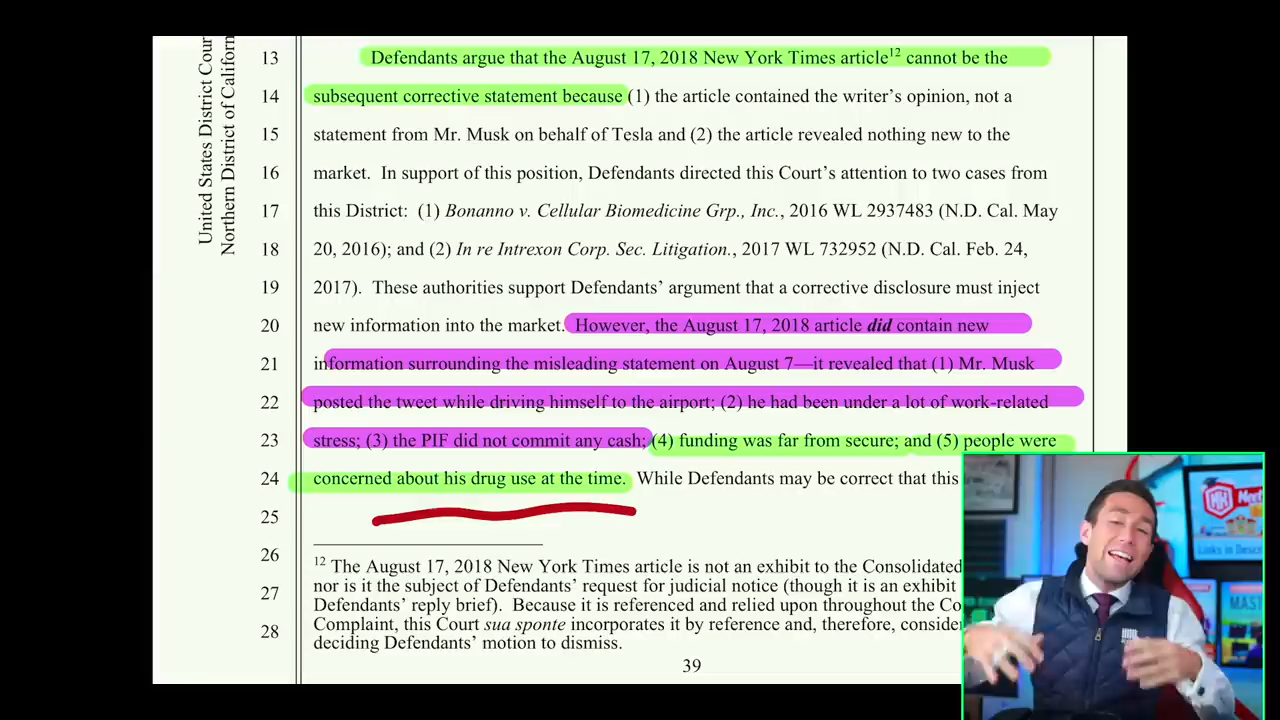 United States District Cour
Northern District of Californ
13 Defendants argue that the August 17, 2018 New York Times article12 cannot be the
14 subsequent corrective statement because (1) the article contained the writer's opinion, not a
15 statement from Mr. Musk on behalf of Tesla and (2) the article revealed nothing new to the
16 market. In support of this position, Defendants directed this Court's attention to two cases from
17 this District: (1) Bonanno v. Cellular Biomedicine Grp., Inc., 2016 WL 2937483 (N.D. Cal. May
18 20, 2016); and (2) In re Intrexon Corp. Sec. Litigation., 2017 WL 732952 (N.D. Cal. Feb. 24,
19 2017). These authorities support Defendants' argument that a corrective disclosure must inject
20 new information into the market. However, the August 17, 2018 article did contain new
21 information surrounding the misleading statement on August 7—it revealed that (1) Mr. Musk
22 posted the tweet while driving himself to the airport; (2) he had been under a lot of work-related
23 stress; (3) the PIF did not commit any cash; (4) funding was far from secure; and (5) people were
24 concerned about his drug use at the time. While Defendants may be correct that this
25
26 12 The August 17, 2018 New York Times article is not an exhibit to the Consolidated
nor is it the subject of Defendants' request for judicial notice (though it is an exhibit
27 Defendants' reply brief). Because it is referenced and relied upon throughout the Co
28 Complaint, this Court sua sponte incorporates it by reference and, therefore, consider
deciding Defendants' motion to dismiss.
39
Meet
Links in Descr
MAST